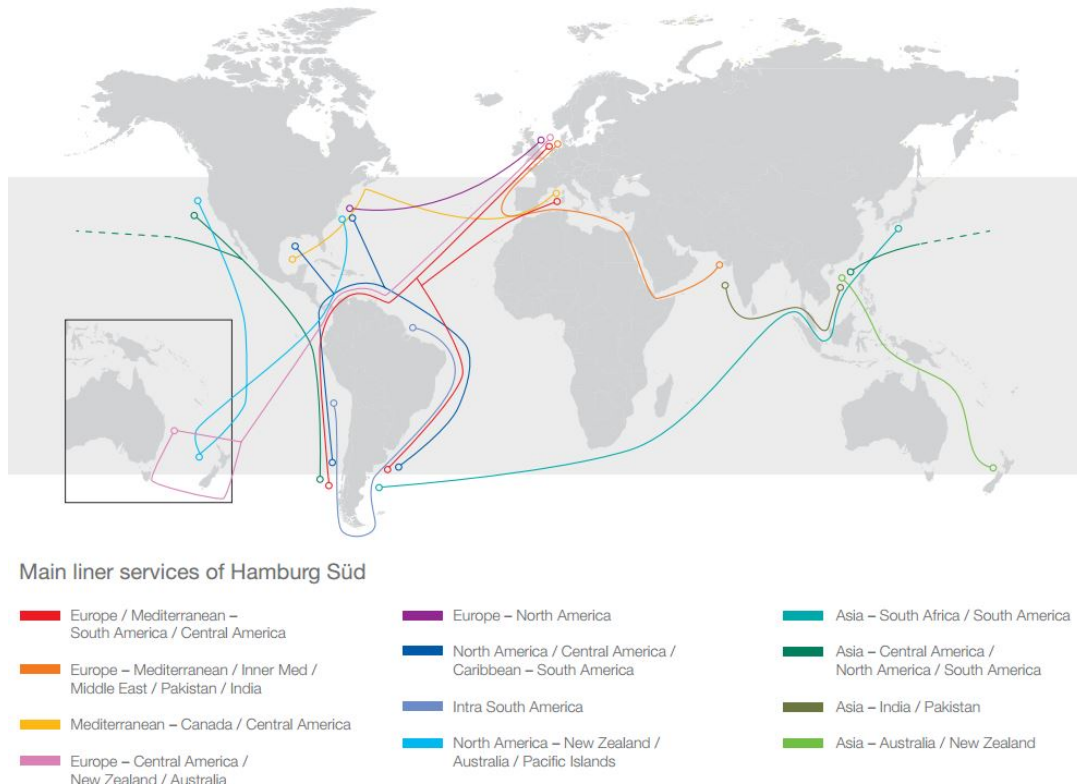 Main liner services of Hamburg Süd
Europe / Mediterranean –
South America / Central America
Europe – Mediterranean / Inner Med /
Middle East / Pakistan / India
Mediterranean – Canada / Central America
Europe – Central America /
New Zealand / Australia
Europe – North America
North America / Central America /
Caribbean – South America
Intra South America
North America – New Zealand /
Australia / Pacific Islands
Asia – South Africa / South America
Asia – Central America /
North America / South America
Asia – India / Pakistan
Asia – Australia / New Zealand